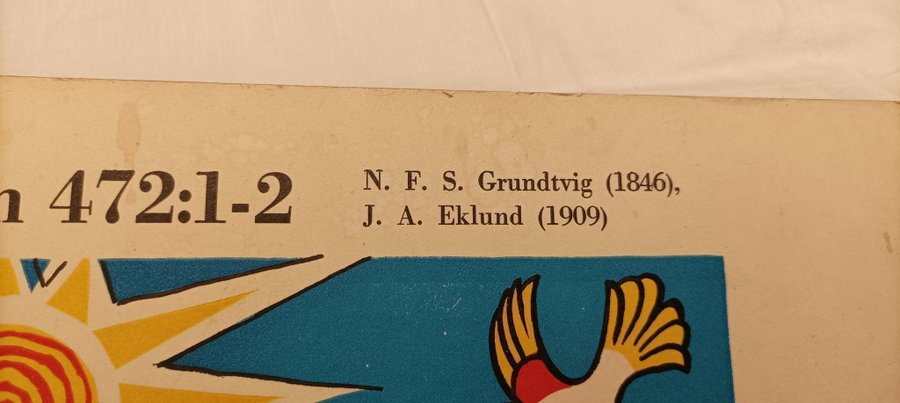 472:1-2
N. F. S. Grundtvig (1846),
J. A. Eklund (1909)